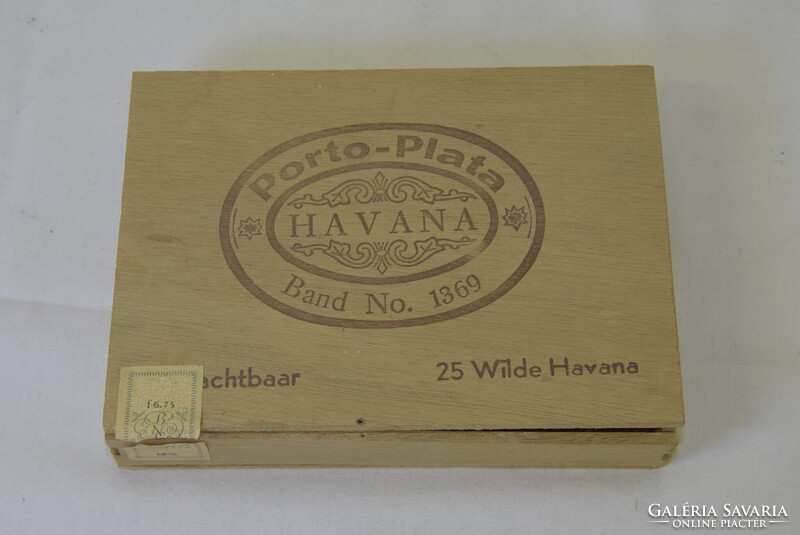 Porto-Plata
HAVANA
Band No. 1369
achtbaar
25 Wilde Havana
f 6.75
B
N
GALÉRIA SAVARIA
ONLINE PIACTÉR